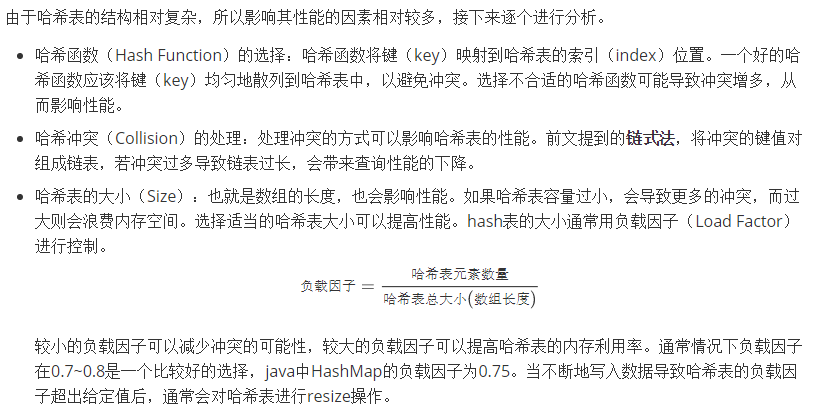 由于哈希表的结构相对复杂，所以影响其性能的因素相对较多，接下来逐个进行分析。
哈希函数（Hash Function）的选择：哈希函数将键（key）映射到哈希表的索引（index）位置。一个好的哈
希函数应该将键（key）均匀地散列到哈希表中，以避免冲突。选择不合适的哈希函数可能导致冲突增多，从
而影响性能。
哈希冲突（Collision）的处理：处理冲突的方式可以影响哈希表的性能。前文提到的链式法，将冲突的键值对
组成链表，若冲突过多导致链表过长，会带来查询性能的下降。
哈希表的大小（Size）：也就是数组的长度，也会影响性能。如果哈希表容量过小，会导致更多的冲突，而过
大则会浪费内存空间。选择适当的哈希表大小可以提高性能。hash表的大小通常用负载因子（Load Factor）
进行控制。
哈希表元素数量
负载因子 =
哈希表总大小(数组长度)
较小的负载因子可以减少冲突的可能性，较大的负载因子可以提高哈希表的内存利用率。通常情况下负载因子
在0.7~0.8是一个比较好的选择，java中HashMap的负载因子为0.75。当不断地写入数据导致哈希表的负载因
子超出给定值后，通常会对哈希表进行resize操作。